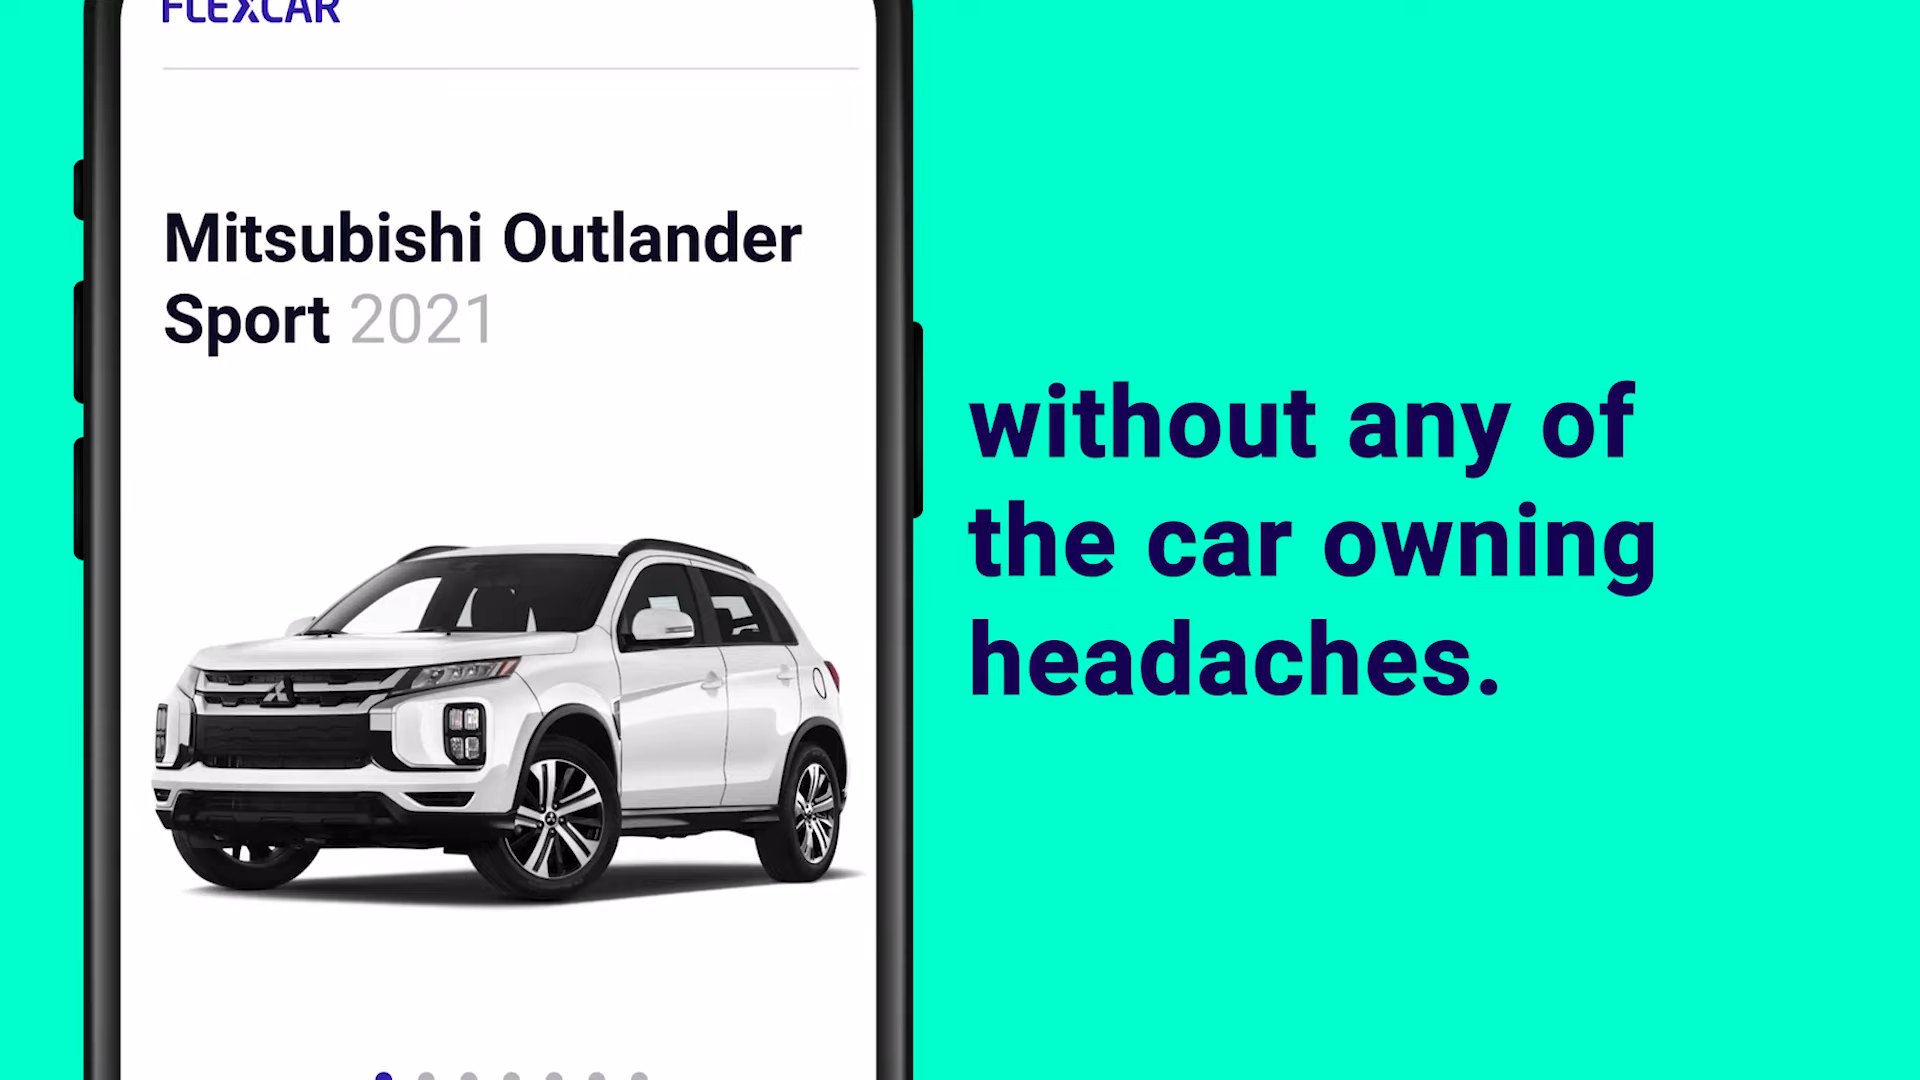 FLEXCAR
Mitsubishi Outlander
Sport 2021
without any of
the car owning
headaches.